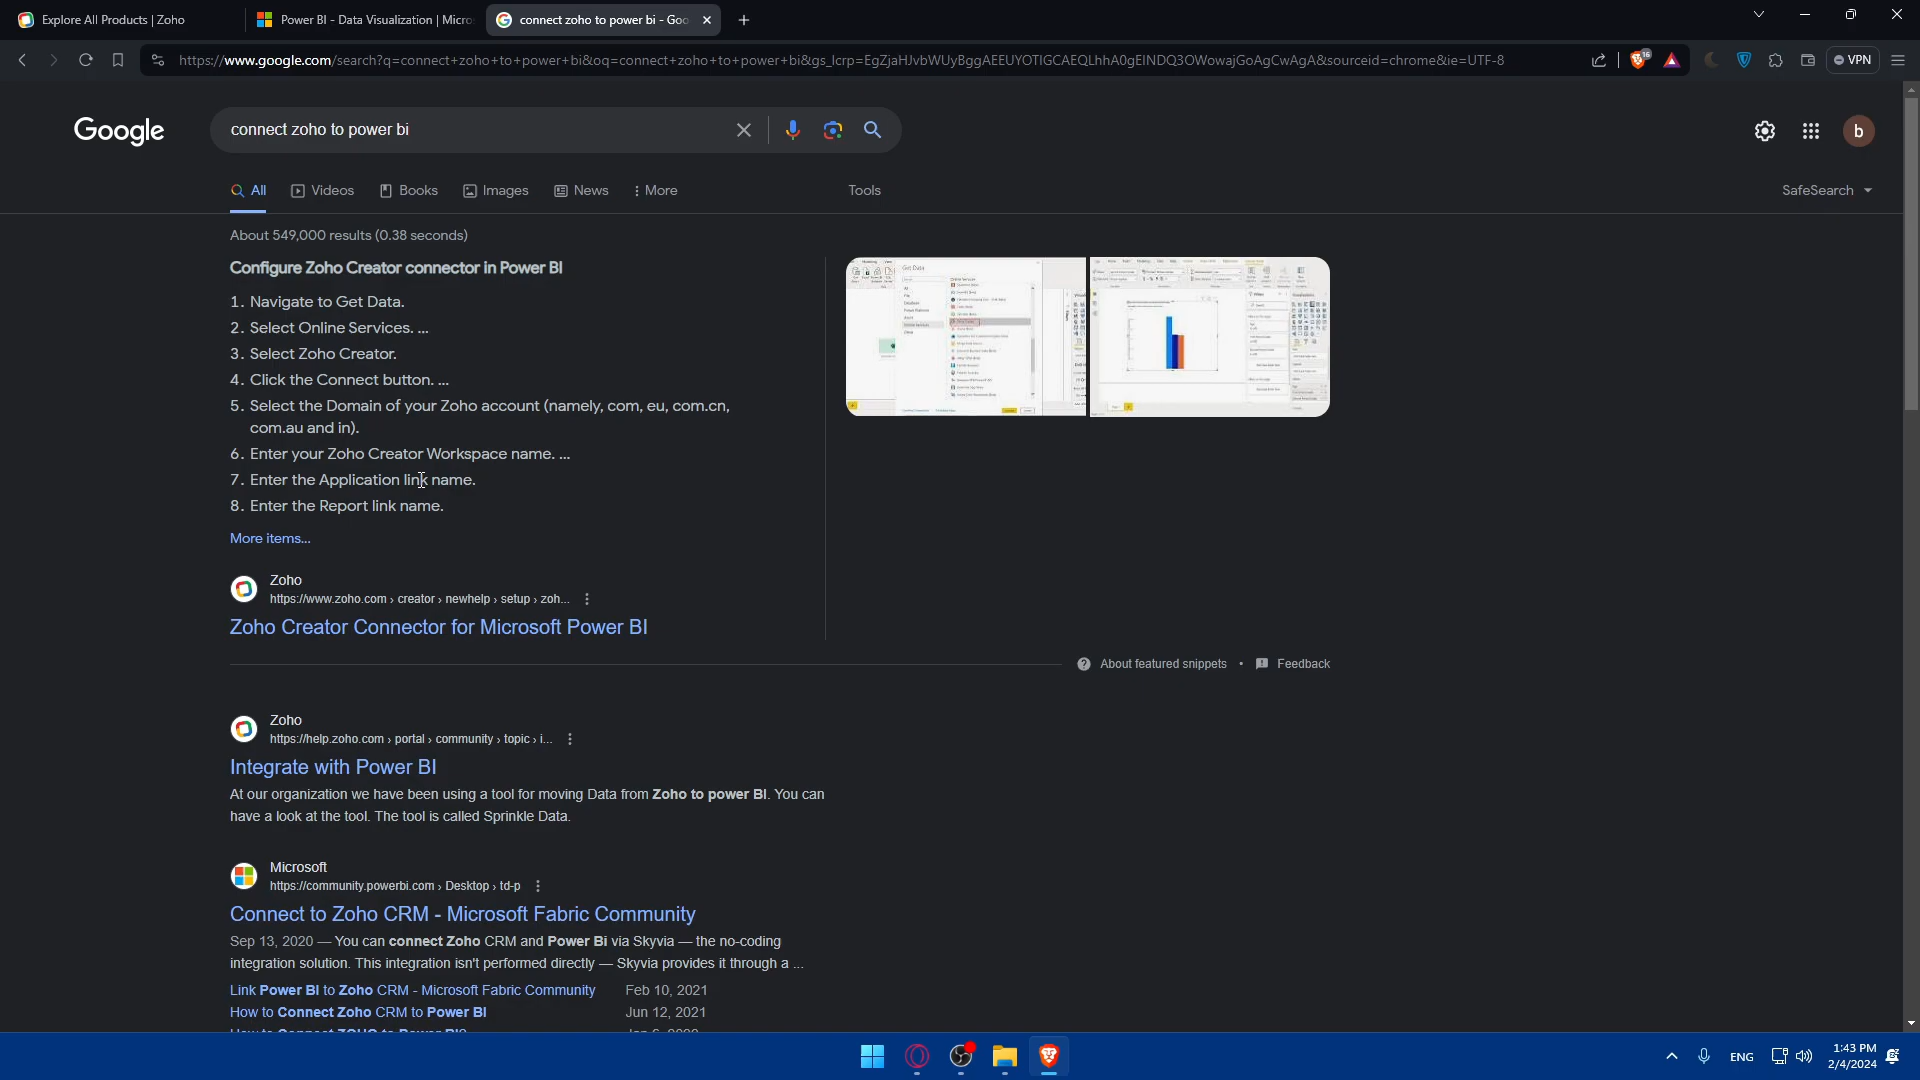 Explore All Products | Zoho
Power BI - Data Visualization | Micro
connect zoho to power bi - Goo
https://www.google.com/search?q=connect+zoho+to+power+bi&oq=connect+zoho+to+power+bi&gs_lcrp=EgZjaHJvbWUyBggAEEUYOTIGCAEQLhhA0gEINDQ3OWowajGoAgCwAgA&sourceid=chrome&ie=UTF-8
16
VPN
Google
connect zoho to power bi
b
All
Videos
Books
Images
News
More
Tools
SafeSearch
About 549,000 results (0.38 seconds)
Configure Zoho Creator connector in Power BI
1. Navigate to Get Data.
2. Select Online Services. ...
3. Select Zoho Creator.
4. Click the Connect button. ...
5. Select the Domain of your Zoho account (namely, com, eu, com.cn,
com.au and in).
6. Enter your Zoho Creator Workspace name. ...
7. Enter the Application link name.
8. Enter the Report link name.
More items...
Zoho
https://www.zoho.com › creator › newhelp › setup › zoh...
Zoho Creator Connector for Microsoft Power BI
About featured snippets • Feedback
Zoho
https://help.zoho.com › portal › community › topic › i...
Integrate with Power BI
At our organization we have been using a tool for moving Data from Zoho to power BI. You can
have a look at the tool. The tool is called Sprinkle Data.
Microsoft
https://community.powerbi.com › Desktop › td-p
Connect to Zoho CRM - Microsoft Fabric Community
Sep 13, 2020 — You can connect Zoho CRM and Power Bi via Skyvia — the no-coding
integration solution. This integration isn't performed directly — Skyvia provides it through a ...
Link Power BI to Zoho CRM - Microsoft Fabric Community Feb 10, 2021
How to Connect Zoho CRM to Power BI Jun 12, 2021
ENG
1:43 PM
2/4/2024